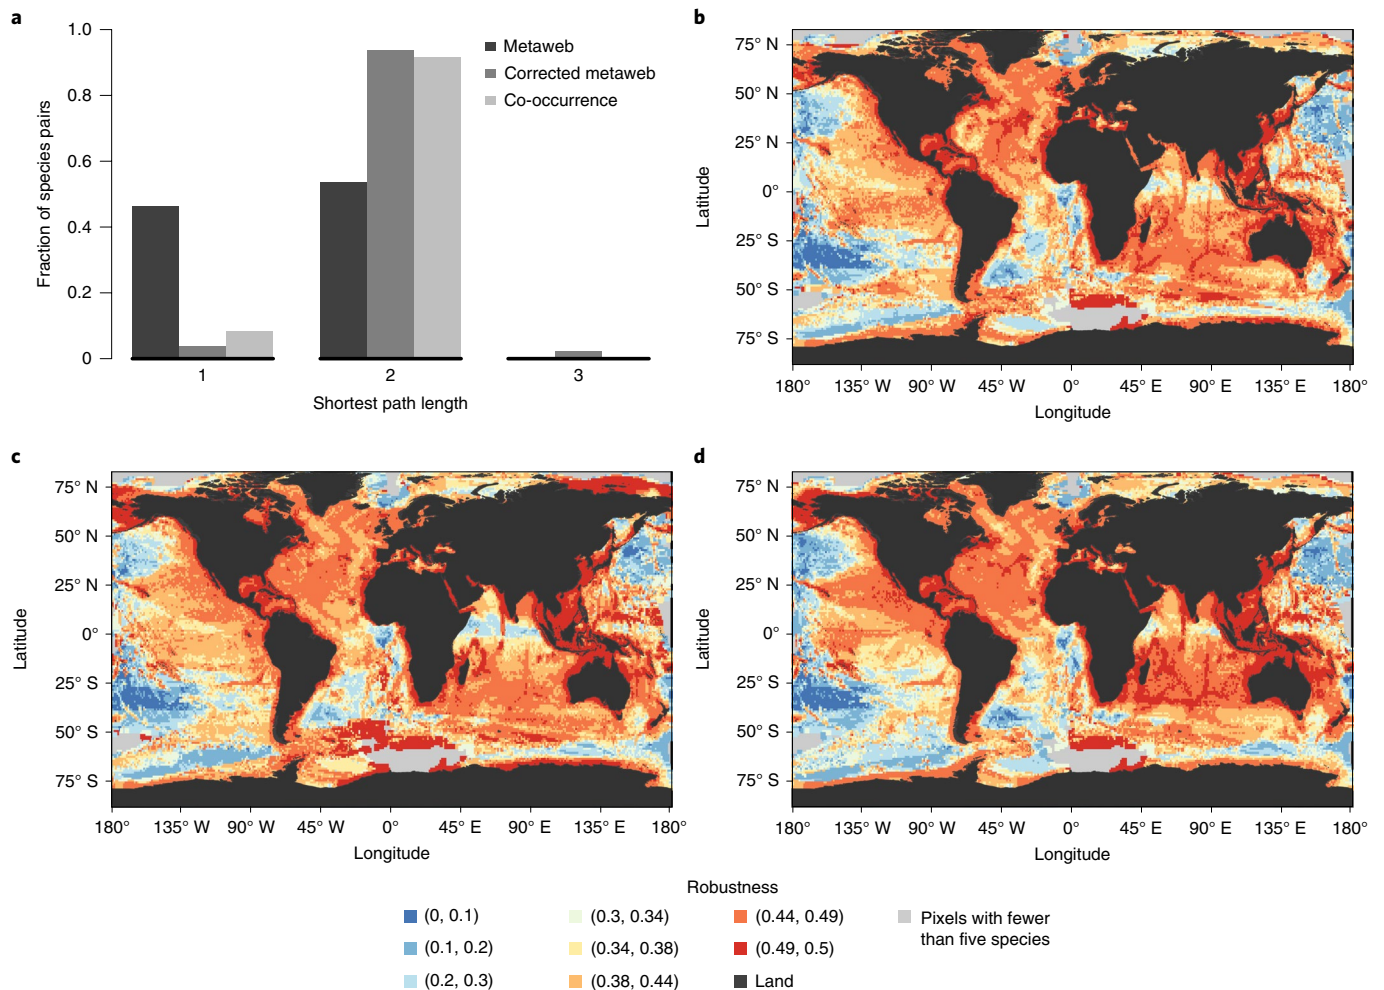 a
1.0
0.8
0.6
0.4
0.2
0
Fraction of species pairs
Metaweb
Corrected metaweb
Co-occurrence
1
2
3
Shortest path length
b
75° N
50° N
25° N
0°
25° S
50° S
75° S
Latitude
180°
135° W
90° W
45° W
0°
45° E
90° E
135° E
180°
Longitude
c
75° N
50° N
25° N
0°
25° S
50° S
75° S
Latitude
180°
135° W
90° W
45° W
0°
45° E
90° E
135° E
180°
Longitude
d
75° N
50° N
25° N
0°
25° S
50° S
75° S
Latitude
180°
135° W
90° W
45° W
0°
45° E
90° E
135° E
180°
Longitude
Robustness
(0, 0.1)
(0.1, 0.2)
(0.2, 0.3)
(0.3, 0.34)
(0.34, 0.38)
(0.38, 0.44)
(0.44, 0.49)
(0.49, 0.5)
Land
Pixels with fewer
than five species